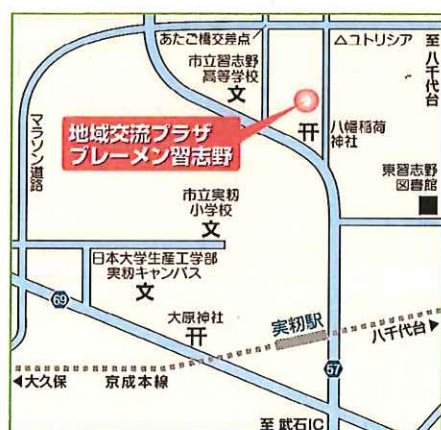 あたご橋交差点
△ユトリシア
至
八
千
代
台
市立習志野
高等学校
文
マラソン道路
地域交流プラザ
ブレーメン習志野
八幡稲荷
神社
東習志野
図書館
市立実籾
小学校
文
日本大学生産工学部
実籾キャンパス
文
69
大原神社
実籾駅
八千代台▶
◀大久保
京成本線
67
至 武石IC